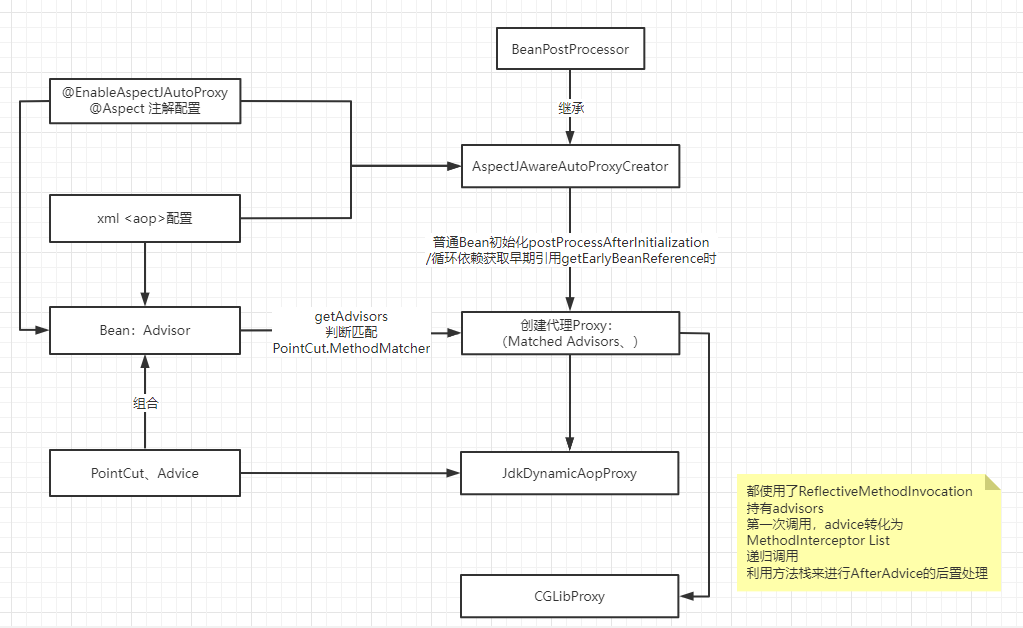 BeanPostProcessor
@EnableAspectJAutoProxy
@Aspect 注解配置
继承
AspectJAwareAutoProxyCreator
xml <aop>配置
普通Bean初始化postProcessAfterInitialization
/循环依赖获取早期引用getEarlyBeanReference时
Bean：Advisor
getAdvisors
判断匹配
PointCut.MethodMatcher
创建代理Proxy：
（Matched Advisors、）
组合
PointCut、Advice
JdkDynamicAopProxy
都使用了ReflectiveMethodInvocation
持有advisors
第一次调用，advice转化为
MethodInterceptor List
递归调用
利用方法栈来进行AfterAdvice的后置处理
CGLibProxy